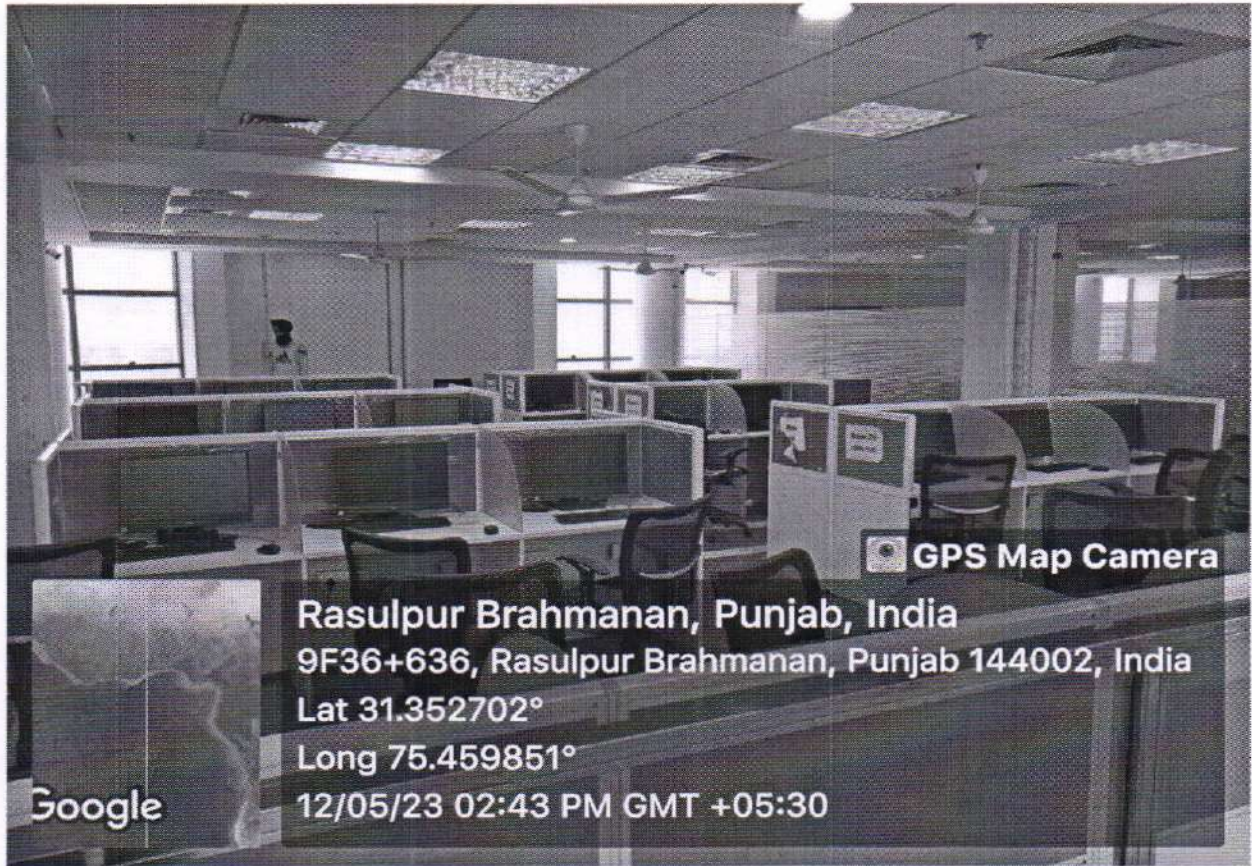 GPS Map Camera
Rasulpur Brahmanan, Punjab, India
9F36+636, Rasulpur Brahmanan, Punjab 144002, India
Lat 31.352702°
Long 75.459851°
12/05/23 02:43 PM GMT +05:30
Google